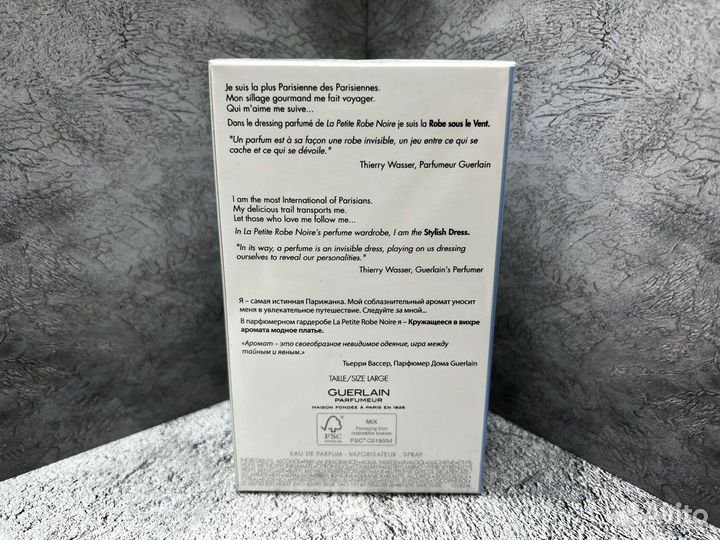 Je suis la plus Parisienne des Parisiennes.
Mon sillage gourmand me fait voyager.
Qui m'aime me suive...
Dans le dressing parfumé de La Petite Robe Noire je suis la Robe sous le Vent.
"Un parfum est à sa façon une robe invisible, un jeu entre ce qui se
cache et ce qui se dévoile."
Thierry Wasser, Parfumeur Guerlain
I am the most International of Parisians.
My delicious trail transports me.
Let those who love me follow me...
In La Petite Robe Noire's perfume wardrobe, I am the Stylish Dress.
"In its way, a perfume is an invisible dress, playing on us dressing
ourselves to reveal our personalities."
Thierry Wasser, Guerlain's Perfumer
Я – самая истинная Парижанка. Мой соблазнительный аромат уносит
меня в увлекательное путешествие. Следуйте за мной...
В парфюмерном гардеробе La Petite Robe Noire я – Кружащееся в вихре
аромата модное платье.
«Аромат – это своеобразное невидимое одеяние, игра между
тайным и явным.»
Тьерри Вассер, Парфюмер Дома Guerlain
TAILLE/SIZE LARGE
GUERLAIN
PARFUMEUR
MAISON FONDÉE À PARIS EN 1828
FSC
MIX
Packaging from
responsible sources
FSC® C019054
EAU DE PARFUM - VAPORISATEUR . SPRAY
Avito